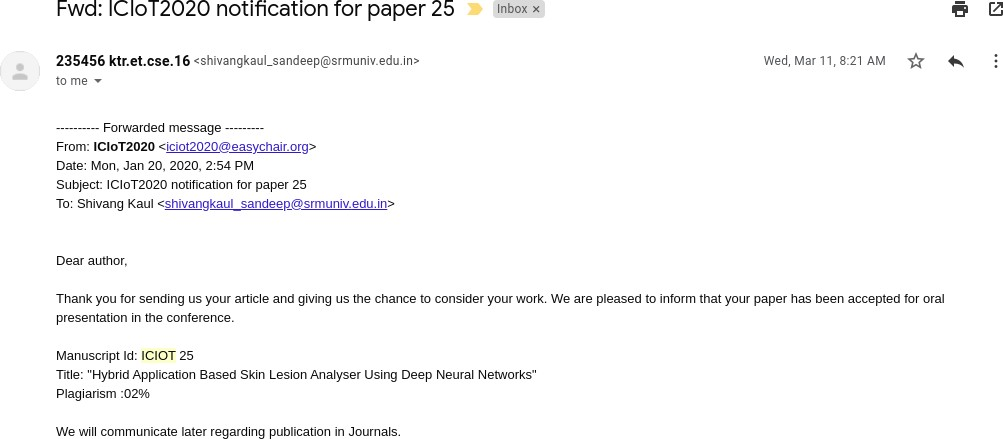 Fwd: ICIoT2020 notification for paper 25 Inbox ×
235456 ktr.et.cse.16 <shivangkaul_sandeep@srmuniv.edu.in> Wed, Mar 11, 8:21 AM
to me
---------- Forwarded message ---------
From: ICIoT2020 <iciot2020@easychair.org>
Date: Mon, Jan 20, 2020, 2:54 PM
Subject: ICIoT2020 notification for paper 25
To: Shivang Kaul <shivangkaul_sandeep@srmuniv.edu.in>
Dear author,
Thank you for sending us your article and giving us the chance to consider your work. We are pleased to inform that your paper has been accepted for oral
presentation in the conference.
Manuscript Id: ICIOT 25
Title: "Hybrid Application Based Skin Lesion Analyser Using Deep Neural Networks"
Plagiarism :02%
We will communicate later regarding publication in Journals.